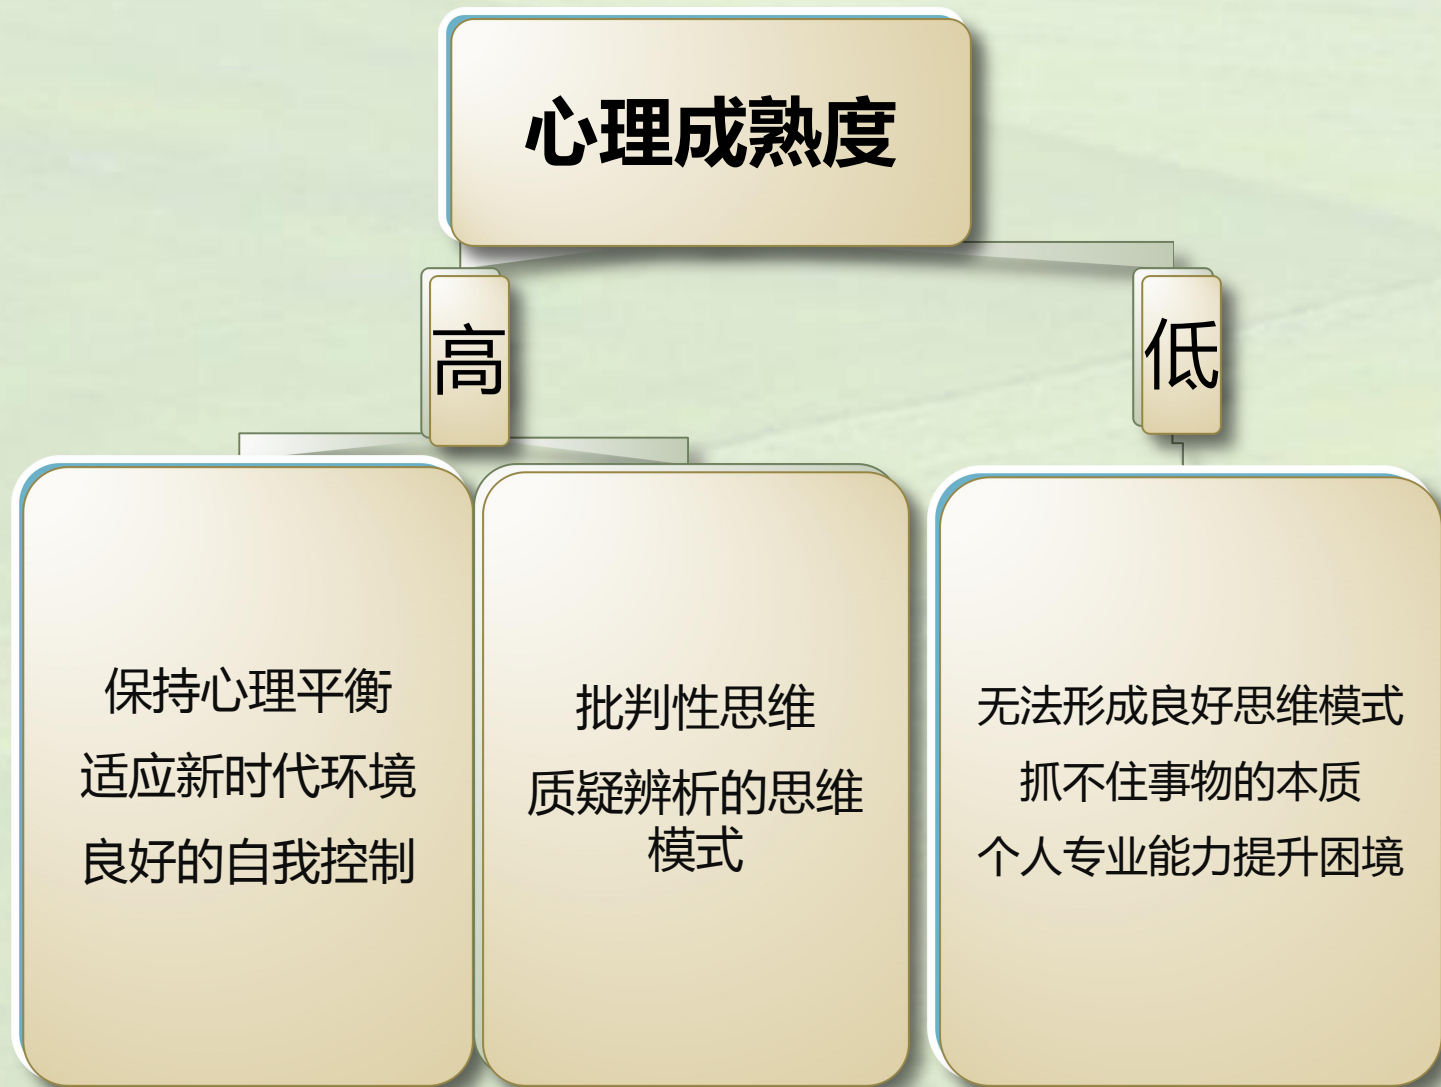 心理成熟度
高
低
保持心理平衡
适应新时代环境
良好的自我控制
批判性思维
质疑辨析的思维
模式
无法形成良好思维模式
抓不住事物的本质
个人专业能力提升困境